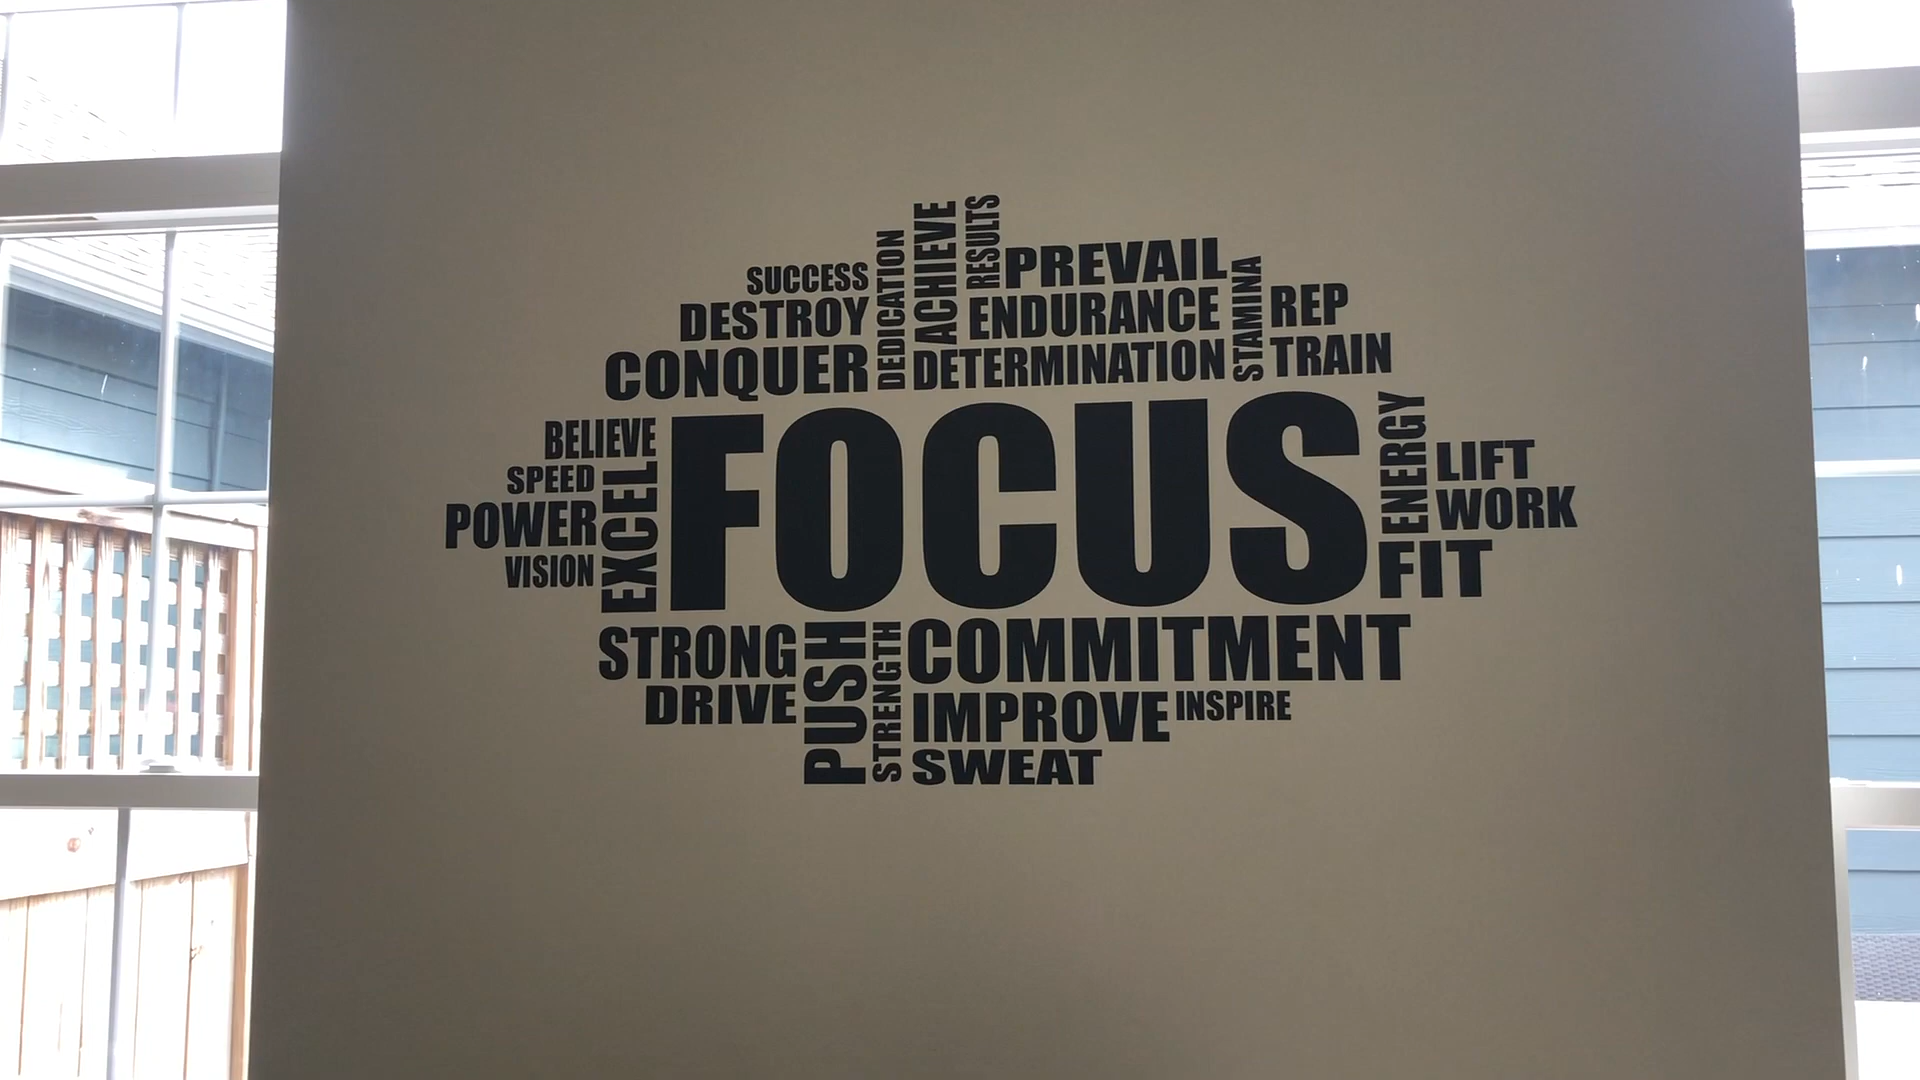 RESULTS
ACHIEVE
DEDICATION
PREVAIL
SUCCESS
STAMINA
DESTROY
ENDURANCE
REP
CONQUER
DETERMINATION
TRAIN
BELIEVE
FOCUS
ENERGY
LIFT
SPEED
EXCEL
POWER
WORK
VISION
FIT
STRONG
PUSH
STRENGTH
COMMITMENT
DRIVE
IMPROVE
INSPIRE
SWEAT